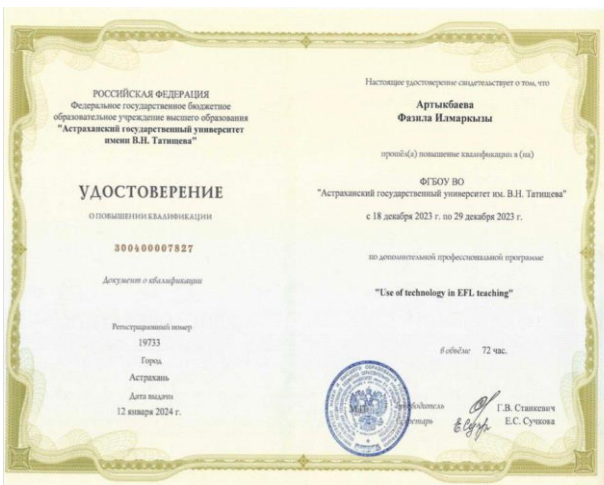 РОССИЙСКАЯ ФЕДЕРАЦИЯ
Федеральное государственное бюджетное
образовательное учреждение высшего образования
"Астраханский государственный университет
имени В.Н. Татищева"
УДОСТОВЕРЕНИЕ
О ПОВЫШЕНИИ КВАЛИФИКАЦИИ
300400007827
Документ о квалификации
Регистрационный номер
19733
Город
Астрахань
Дата выдачи
12 января 2024 г.
Настоящее удостоверение свидетельствует о том, что
Артыкбаева
Фазила Илмаркызы
прошёл(а) повышение квалификации в (на)
ФГБОУ ВО
"Астраханский государственный университет им. В.Н. Татищева"
с 18 декабря 2023 г. по 29 декабря 2023 г.
по дополнительной профессиональной программе
"Use of technology in EFL teaching"
в объёме 72 час.
М.П. Руководитель Г.В. Станкевич
Секретарь Е.С. Сучкова